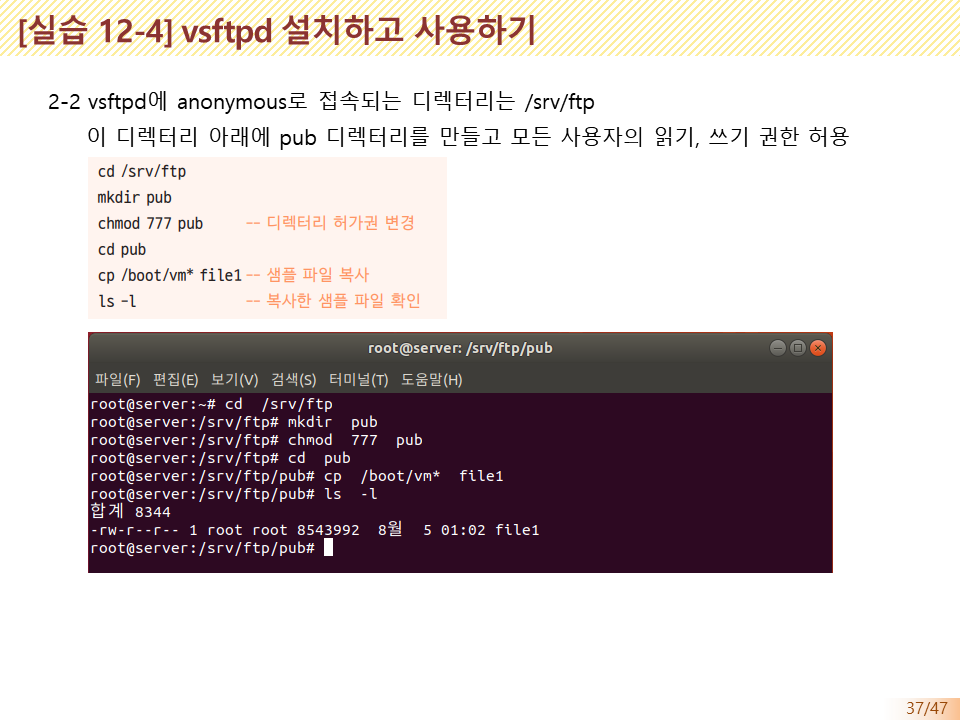 [실습 12-4] vsftpd 설치하고 사용하기
2-2 vsftpd에 anonymous로 접속되는 디렉터리는 /srv/ftp
이 디렉터리 아래에 pub 디렉터리를 만들고 모든 사용자의 읽기, 쓰기 권한 허용
cd /srv/ftp
mkdir pub
chmod 777 pub -- 디렉터리 허가권 변경
cd pub
cp /boot/vm* file1 -- 샘플 파일 복사
ls -l -- 복사한 샘플 파일 확인
root@server: /srv/ftp/pub
파일(F) 편집(E) 보기(V) 검색(S) 터미널(T) 도움말(H)
root@server:~# cd  /srv/ftp
root@server:/srv/ftp# mkdir  pub
root@server:/srv/ftp# chmod  777  pub
root@server:/srv/ftp# cd  pub
root@server:/srv/ftp/pub# cp  /boot/vm*  file1
root@server:/srv/ftp/pub# ls  -l
합계 8344
-rw-r--r-- 1 root root 8543992  8월  5 01:02 file1
root@server:/srv/ftp/pub#
37/47